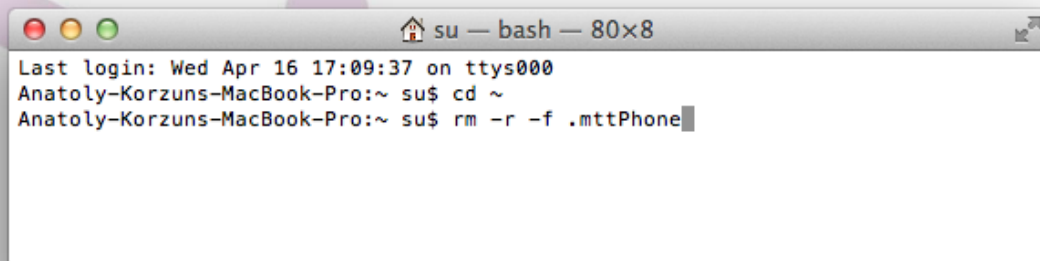 su — bash — 80×8
Last login: Wed Apr 16 17:09:37 on ttys000
Anatoly-Korzuns-MacBook-Pro:~ su$ cd ~
Anatoly-Korzuns-MacBook-Pro:~ su$ rm -r -f .mttPhone